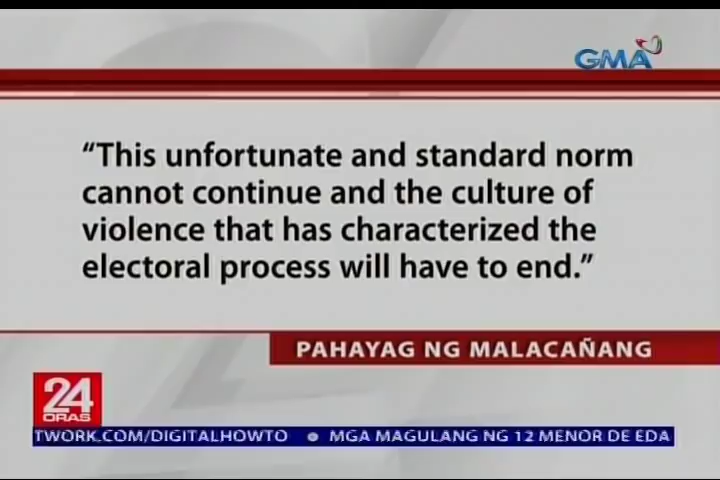 GMA
“This unfortunate and standard norm
cannot continue and the culture of
violence that has characterized the
electoral process will have to end.”
PAHAYAG NG MALACAÑANG
24
ORAS
TWORK.COM/DIGITALHOWTO ● MGA MAGULANG NG 12 MENOR DE EDA